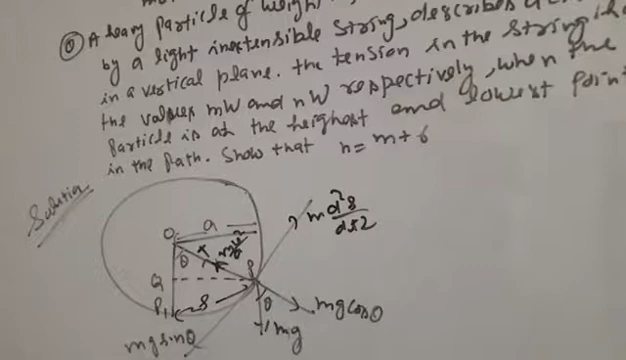 ⑥ A heavy particle of weight
by a light inextensible string, describes a
in a vertical plane. the tension in the string
the values mW and nW respectively, when the
particle is at the heighest and lowest point
in the Path. Show that n = m + 6
Solution
O
a
T
θ
Q
P
P1
s
m d²s/dt²
mg sinθ
θ
mg cosθ
mg